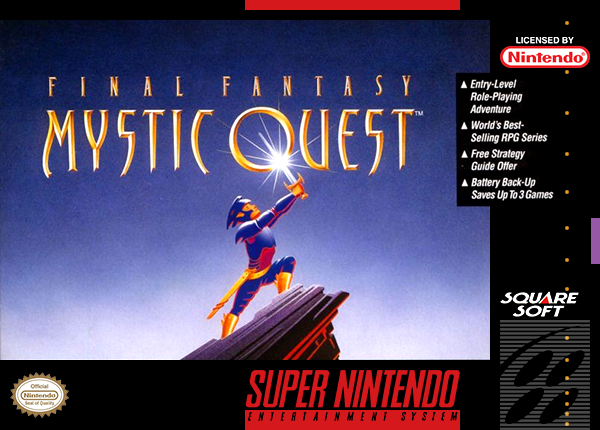 FINAL FANTASY
MYSTIC QUEST™
LICENSED BY
Nintendo®
▲ Entry-Level
Role-Playing
Adventure
▲ World's Best-
Selling RPG Series
▲ Free Strategy
Guide Offer
▲ Battery Back-Up
Saves Up To 3 Games
SQUARE
SOFT
Official
Nintendo
Seal of Quality
SUPER NINTENDO
ENTERTAINMENT SYSTEM